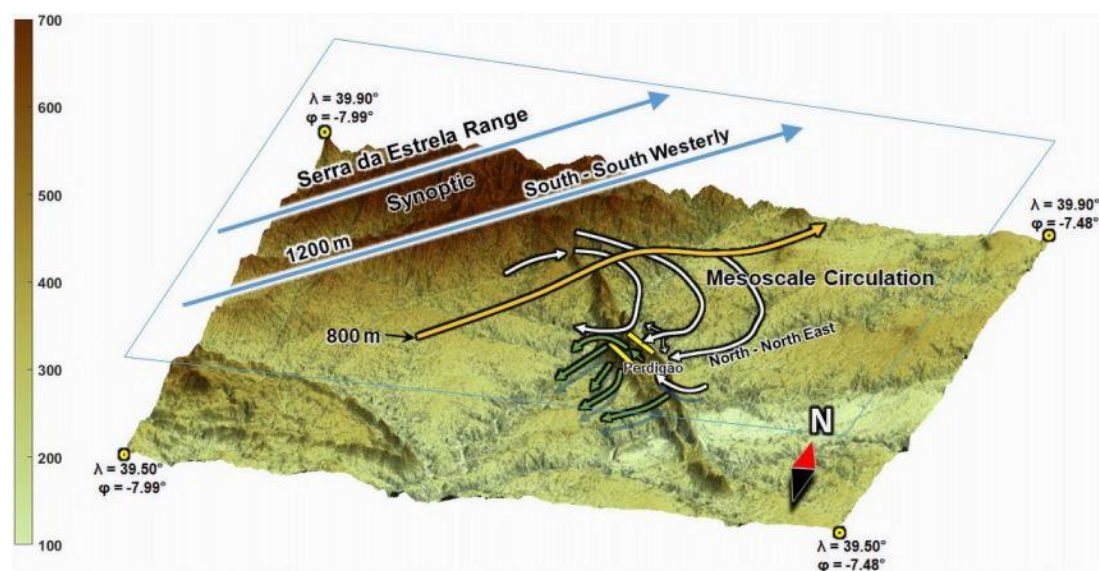 700
600
500
400
300
200
100
λ = 39.90°
φ = -7.99°
Serra da Estrela Range
Synoptic
South - South Westerly
1200 m
λ = 39.90°
φ = -7.48°
Mesoscale Circulation
800 m
North - North East
Perdigão
N
λ = 39.50°
φ = -7.99°
λ = 39.50°
φ = -7.48°